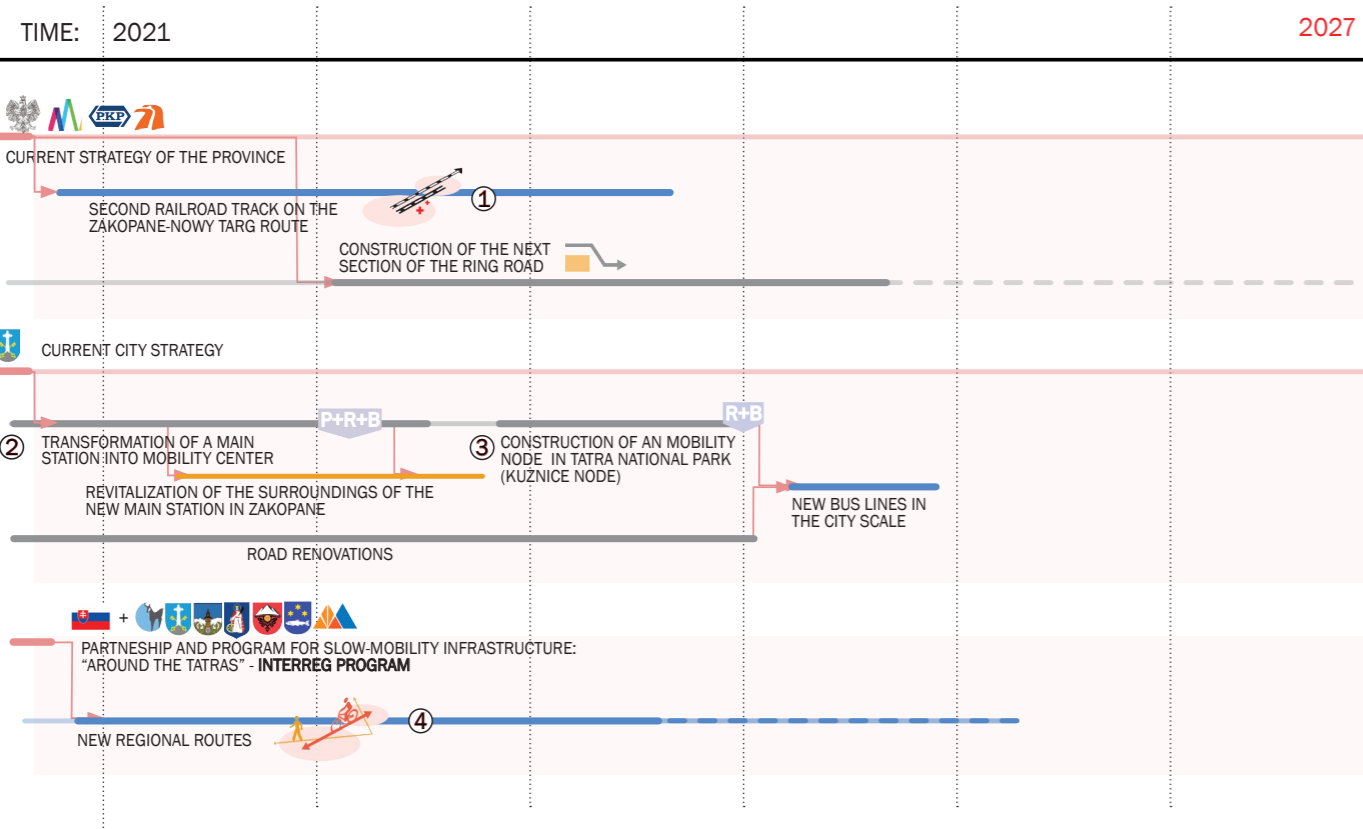 TIME: 2021 2027
PKP
CURRENT STRATEGY OF THE PROVINCE
1
SECOND RAILROAD TRACK ON THE
ZAKOPANE-NOWY TARG ROUTE
CONSTRUCTION OF THE NEXT
SECTION OF THE RING ROAD
CURRENT CITY STRATEGY
P+R+B
R+B
2
TRANSFORMATION OF A MAIN
STATION INTO MOBILITY CENTER
3
CONSTRUCTION OF AN MOBILITY
NODE IN TATRA NATIONAL PARK
(KUŹNICE NODE)
REVITALIZATION OF THE SURROUNDINGS OF THE
NEW MAIN STATION IN ZAKOPANE
NEW BUS LINES IN
THE CITY SCALE
ROAD RENOVATIONS
+
PARTNESHIP AND PROGRAM FOR SLOW-MOBILITY INFRASTRUCTURE:
“AROUND THE TATRAS” - INTERREG PROGRAM
4
NEW REGIONAL ROUTES